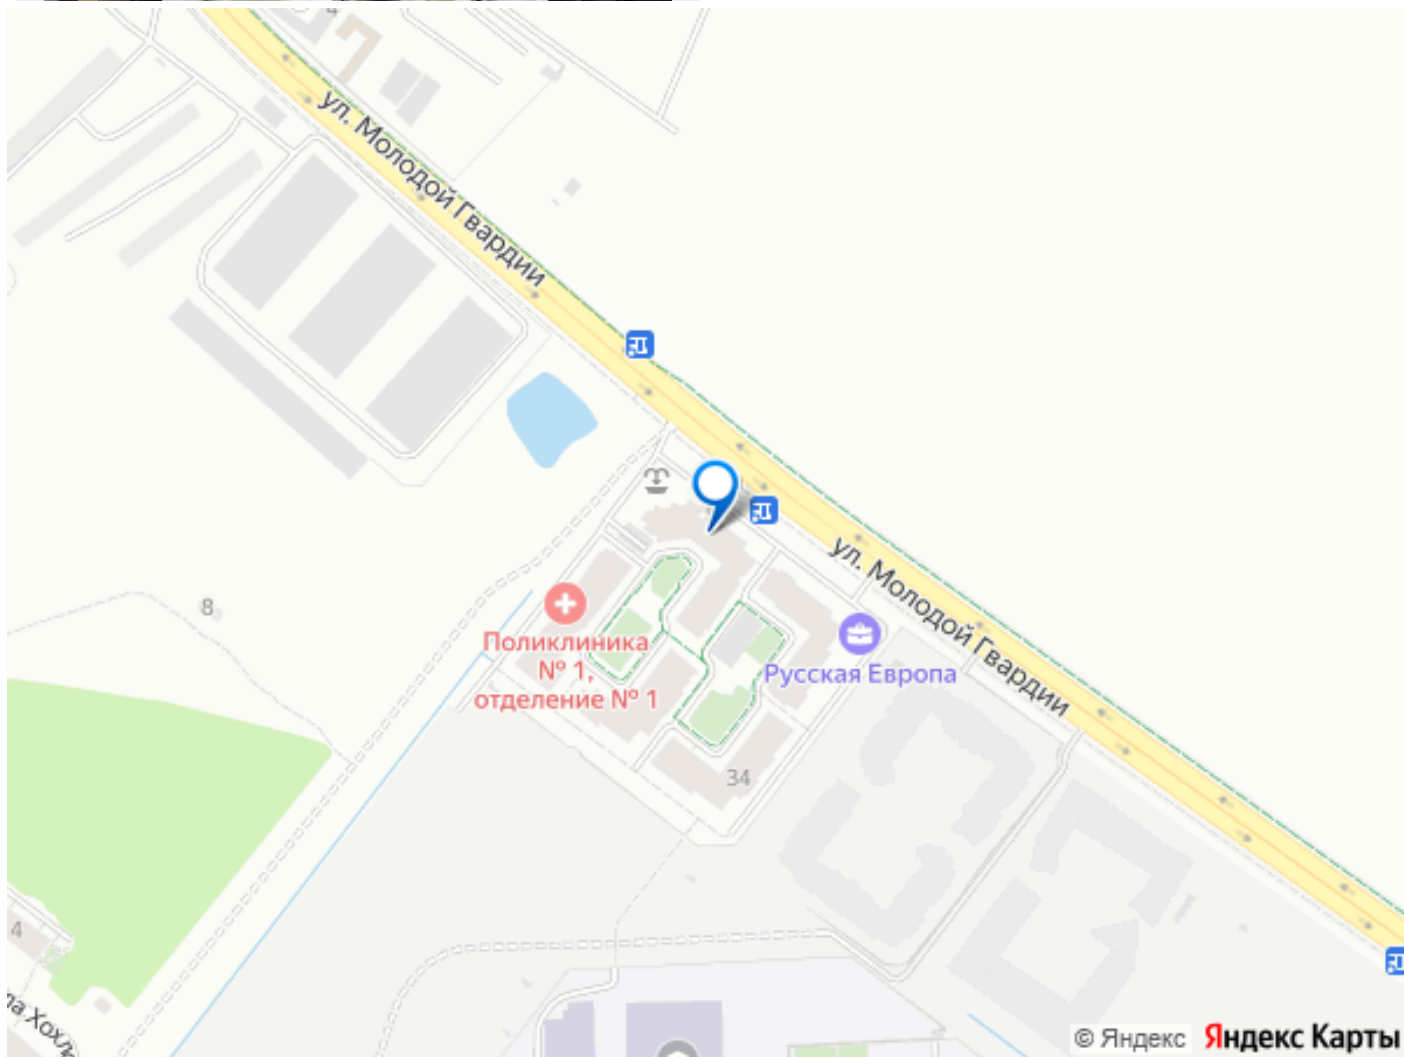 4
ул. Молодой Гвардии
ул. Молодой Гвардии
8
Поликлиника
№ 1,
отделение № 1
Русская Европа
34
4
© Яндекс Яндекс Карты